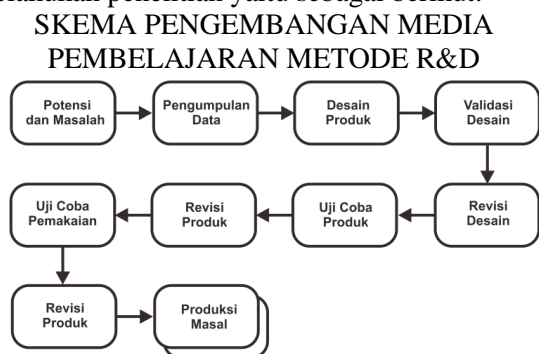 SKEMA PENGEMBANGAN MEDIA
PEMBELAJARAN METODE R&D
Potensi
dan Masalah
Pengumpulan
Data
Desain
Produk
Validasi
Desain
Revisi
Desain
Uji Coba
Produk
Revisi
Produk
Uji Coba
Pemakaian
Revisi
Produk
Produksi
Masal